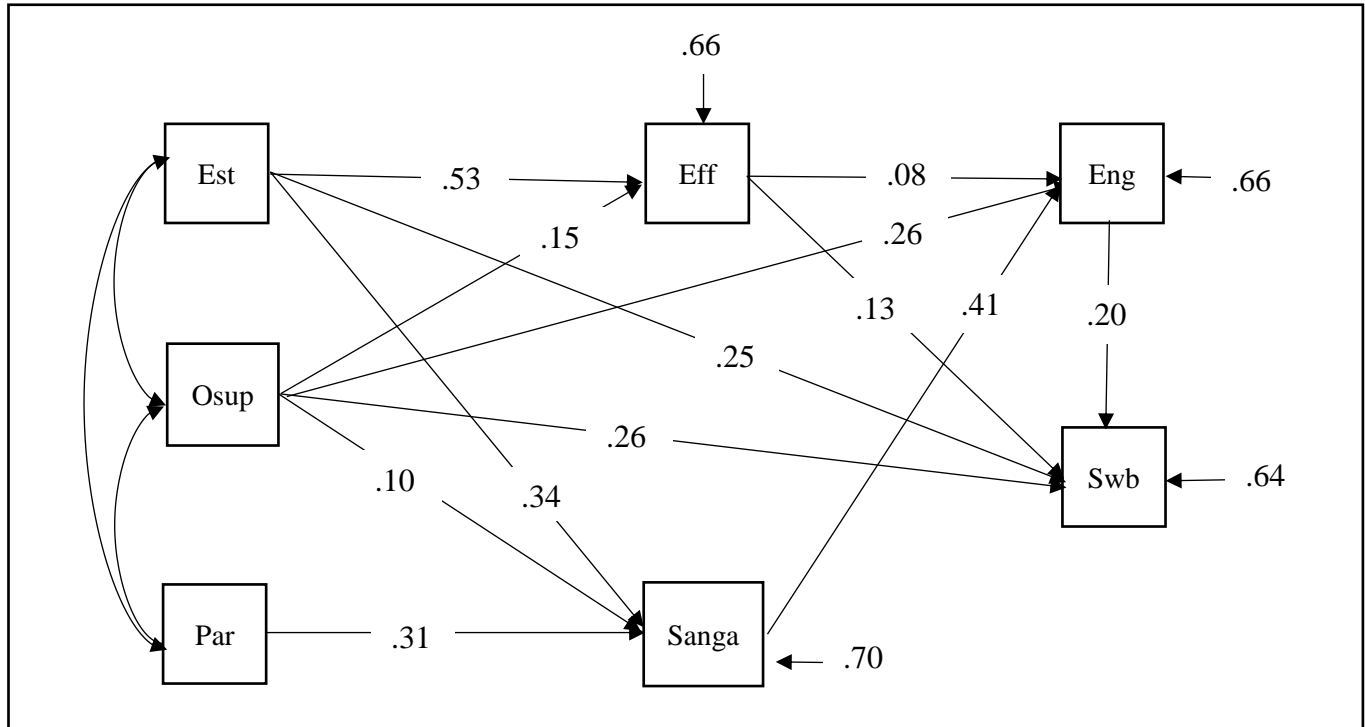 .66
Est
.53
Eff
.08
Eng
.66
.15
.26
.13
.41
.20
.25
Osup
.26
.10
.34
Swb
.64
Par
.31
Sanga
.70